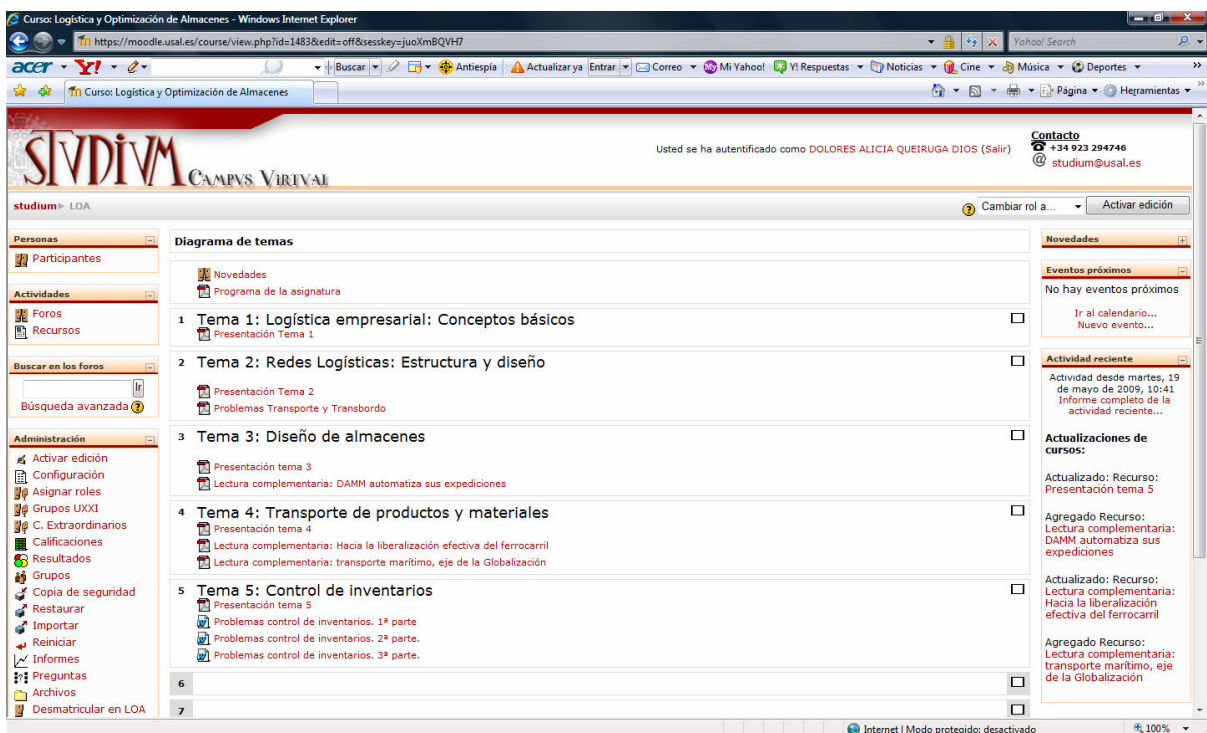 Curso: Logística y Optimización de Almacenes - Windows Internet Explorer
https://moodle.usal.es/course/view.php?id=1483&edit=off&sesskey=juoXmBQVH7
Yahoo! Search
acer Y! Buscar Antiespía Actualizar ya Entrar Correo Mi Yahoo! Y! Respuestas Noticias Cine Música Deportes
Curso: Logística y Optimización de Almacenes
Página Herramientas
STVDIVM
CAMPVS VIRTVAL
Usted se ha autentificado como DOLORES ALICIA QUEIRUGA DIOS (Salir)
Contacto
+34 923 294746
@ studium@usal.es
studium LOA
Cambiar rol a... Activar edición
Personas
Participantes
Actividades
Foros
Recursos
Buscar en los foros
Ir
Búsqueda avanzada
Administración
Activar edición
Configuración
Asignar roles
Grupos UXXI
C. Extraordinarios
Calificaciones
Resultados
Grupos
Copia de seguridad
Restaurar
Importar
Reiniciar
Informes
Preguntas
Archivos
Desmatricular en LOA
Diagrama de temas
Novedades
Programa de la asignatura
1 Tema 1: Logística empresarial: Conceptos básicos
Presentación Tema 1
2 Tema 2: Redes Logísticas: Estructura y diseño
Presentación Tema 2
Problemas Transporte y Transbordo
3 Tema 3: Diseño de almacenes
Presentación tema 3
Lectura complementaria: DAMM automatiza sus expediciones
4 Tema 4: Transporte de productos y materiales
Presentación tema 4
Lectura complementaria: Hacia la liberalización efectiva del ferrocarril
Lectura complementaria: transporte marítimo, eje de la Globalización
5 Tema 5: Control de inventarios
Presentación tema 5
Problemas control de inventarios. 1ª parte
Problemas control de inventarios. 2ª parte.
Problemas control de inventarios. 3ª parte.
6
7
Novedades
Eventos próximos
No hay eventos próximos
Ir al calendario...
Nuevo evento...
Actividad reciente
Actividad desde martes, 19
de mayo de 2009, 10:41
Informe completo de la
actividad reciente...
Actualizaciones de
cursos:
Actualizado: Recurso:
Presentación tema 5
Agregado Recurso:
Lectura complementaria:
DAMM automatiza sus
expediciones
Actualizado: Recurso:
Lectura complementaria:
Hacia la liberalización
efectiva del ferrocarril
Agregado Recurso:
Lectura complementaria:
transporte marítimo, eje
de la Globalización
Internet | Modo protegido: desactivado
100%